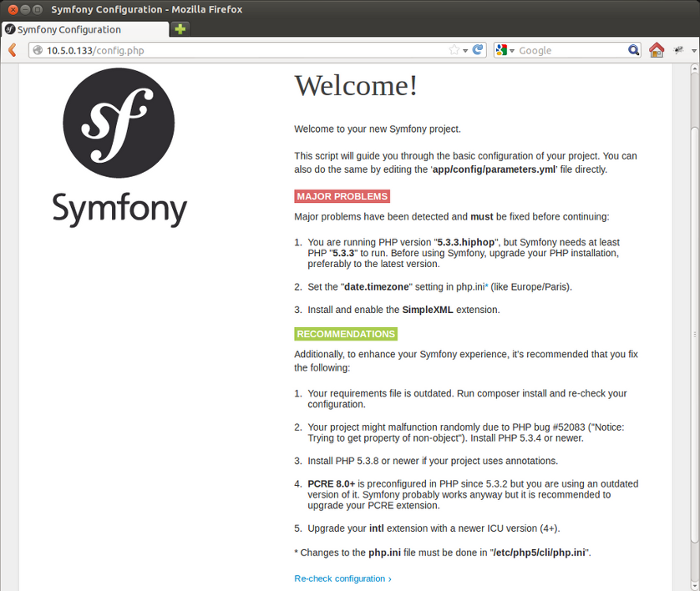 Symfony Configuration - Mozilla Firefox
Symfony Configuration
10.5.0.133/config.php
Google
sf
Symfony
Welcome!
Welcome to your new Symfony project.
This script will guide you through the basic configuration of your project. You can
also do the same by editing the 'app/config/parameters.yml' file directly.
MAJOR PROBLEMS
Major problems have been detected and must be fixed before continuing:
1. You are running PHP version "5.3.3.hiphop", but Symfony needs at least
PHP "5.3.3" to run. Before using Symfony, upgrade your PHP installation,
preferably to the latest version.
2. Set the "date.timezone" setting in php.ini* (like Europe/Paris).
3. Install and enable the SimpleXML extension.
RECOMMENDATIONS
Additionally, to enhance your Symfony experience, it's recommended that you fix
the following:
1. Your requirements file is outdated. Run composer install and re-check your
configuration.
2. Your project might malfunction randomly due to PHP bug #52083 ("Notice:
Trying to get property of non-object"). Install PHP 5.3.4 or newer.
3. Install PHP 5.3.8 or newer if your project uses annotations.
4. PCRE 8.0+ is preconfigured in PHP since 5.3.2 but you are using an outdated
version of it. Symfony probably works anyway but it is recommended to
upgrade your PCRE extension.
5. Upgrade your intl extension with a newer ICU version (4+).
* Changes to the php.ini file must be done in "/etc/php5/cli/php.ini".
Re-check configuration ›